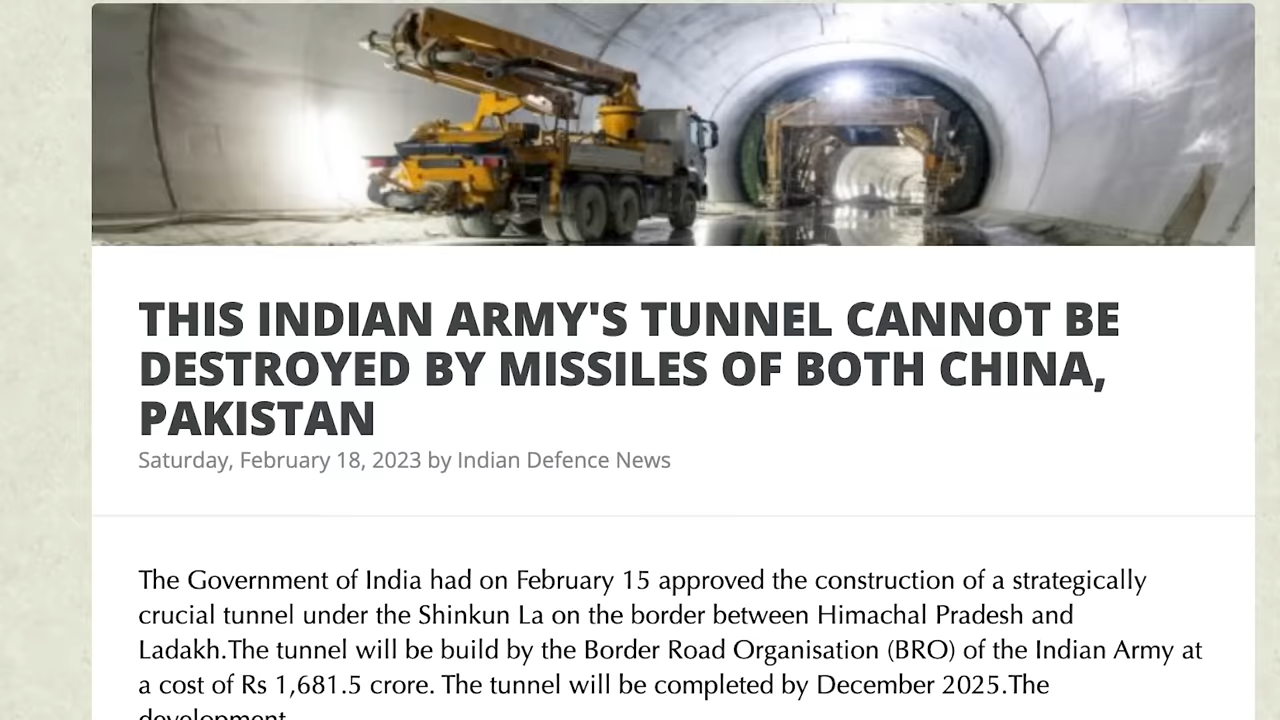 THIS INDIAN ARMY'S TUNNEL CANNOT BE
DESTROYED BY MISSILES OF BOTH CHINA,
PAKISTAN
Saturday, February 18, 2023 by Indian Defence News
The Government of India had on February 15 approved the construction of a strategically
crucial tunnel under the Shinkun La on the border between Himachal Pradesh and
Ladakh.The tunnel will be build by the Border Road Organisation (BRO) of the Indian Army at
a cost of Rs 1,681.5 crore. The tunnel will be completed by December 2025.The
development